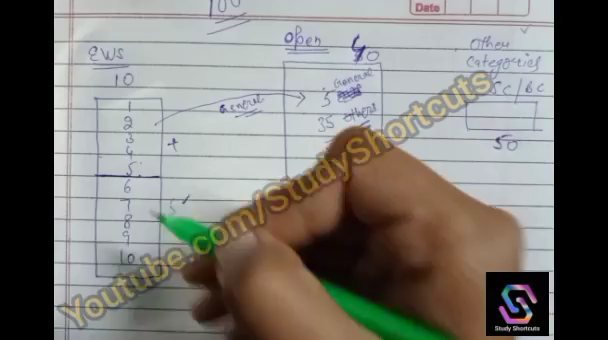 100
Date
EWS
10
1
2
3
4
5
6
7
8
9
10
General
+
5 ✓
open
40
5 General
35 others
Other
Categories
SC/BC
50
Youtube.com/StudyShortcuts
Study Shortcuts